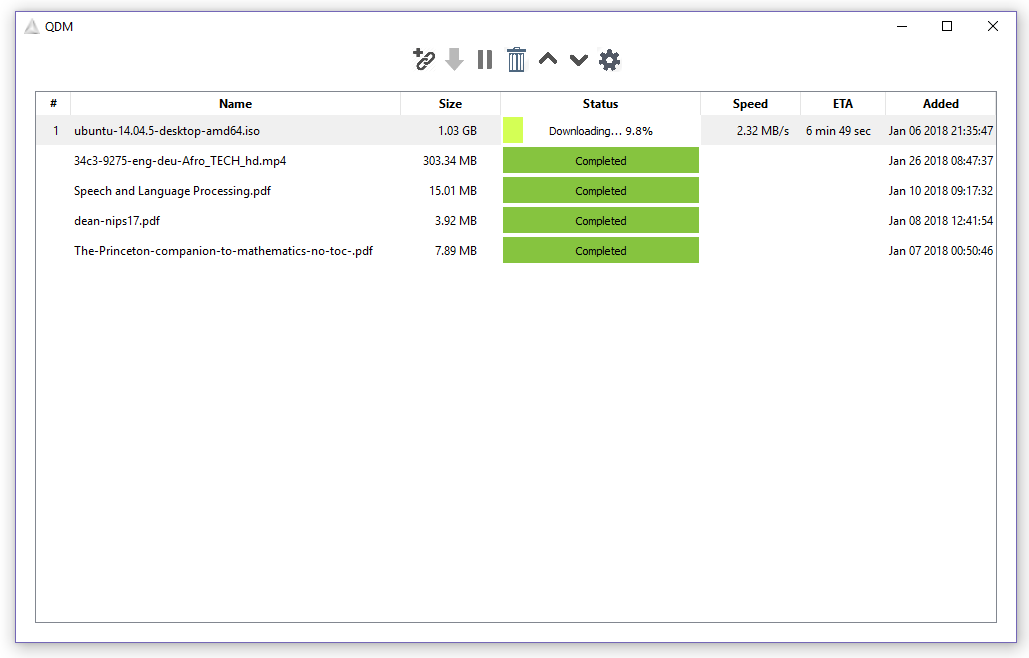 QDM
# Name Size Status Speed ETA Added
1 ubuntu-14.04.5-desktop-amd64.iso 1.03 GB Downloading... 9.8% 2.32 MB/s 6 min 49 sec Jan 06 2018 21:35:47
34c3-9275-eng-deu-Afro_TECH_hd.mp4 303.34 MB Completed Jan 26 2018 08:47:37
Speech and Language Processing.pdf 15.01 MB Completed Jan 10 2018 09:17:32
dean-nips17.pdf 3.92 MB Completed Jan 08 2018 12:41:54
The-Princeton-companion-to-mathematics-no-toc-.pdf 7.89 MB Completed Jan 07 2018 00:50:46